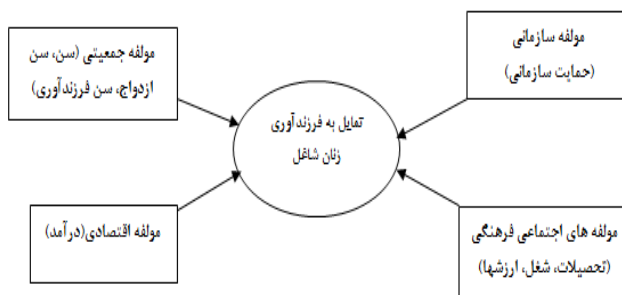 مولفه سازمانی
(حمایت سازمانی)
مولفه جمعیتی (سن، سن
ازدواج، سن فرزندآوری)
تمایل به فرزندآوری
زنان شاغل
مولفه های اجتماعی فرهنگی
(تحصیلات، شغل، ارزشها)
مولفه اقتصادی(درآمد)